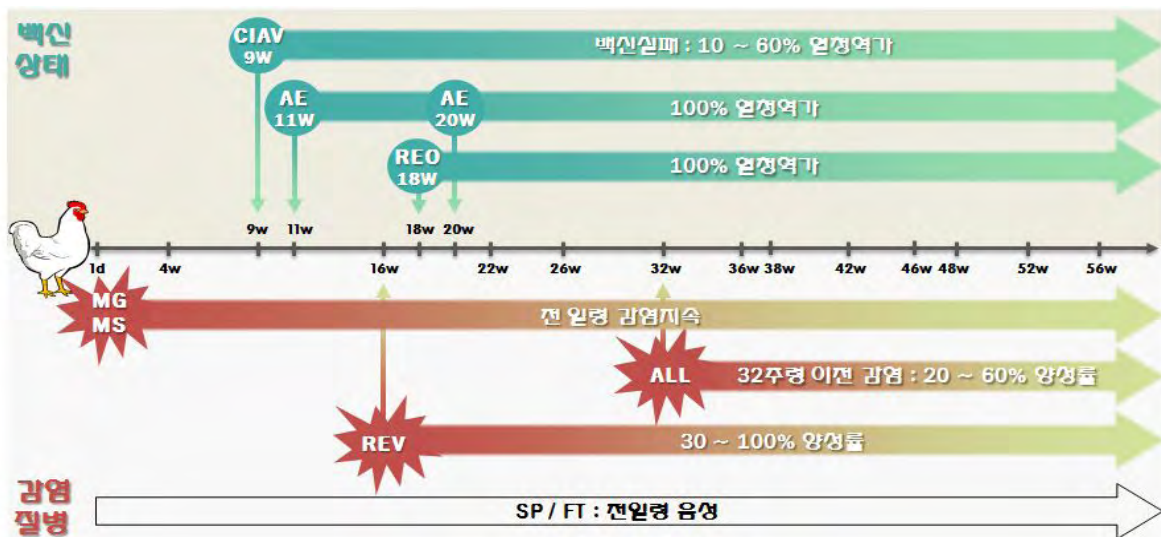 백신
상태
CIAV
9W
백신실패 : 10 ~ 60% 혈청역가
AE
11W
AE
20W
100% 혈청역가
REO
18W
100% 혈청역가
9w 11w 18w 20w
1d 4w 16w 22w 26w 32w 36w 38w 42w 46w 48w 52w 56w
MG
MS
전 일령 감염지속
ALL
32주령 이전 감염 : 20 ~ 60% 양성률
REV
30 ~ 100% 양성률
감염
질병
SP / FT : 전일령 음성